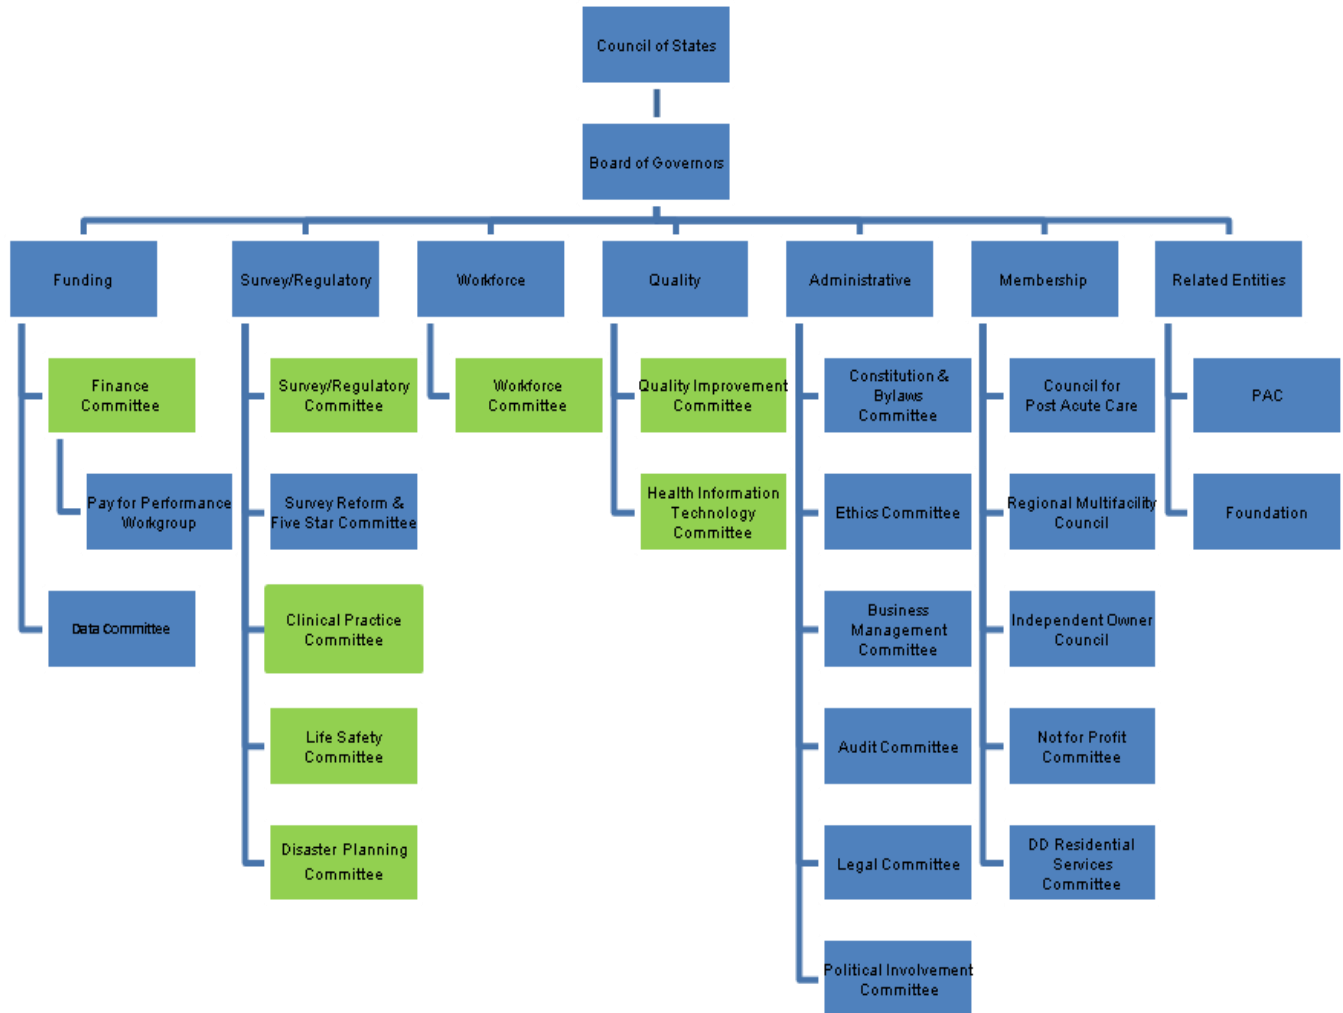 Council of States
Board of Governors
Funding
Survey/Regulatory
Workforce
Quality
Administrative
Membership
Related Entities
Finance
Committee
Pay for Performance
Workgroup
Data Committee
Survey/Regulatory
Committee
Survey Reform &
Five Star Committee
Clinical Practice
Committee
Life Safety
Committee
Disaster Planning
Committee
Workforce
Committee
Quality Improvement
Committee
Health Information
Technology
Committee
Constitution &
Bylaws
Committee
Ethics Committee
Business
Management
Committee
Audit Committee
Legal Committee
Political Involvement
Committee
Council for
Post Acute Care
Regional Multifacility
Council
Independent Owner
Council
Not for Profit
Committee
DD Residential
Services
Committee
PAC
Foundation